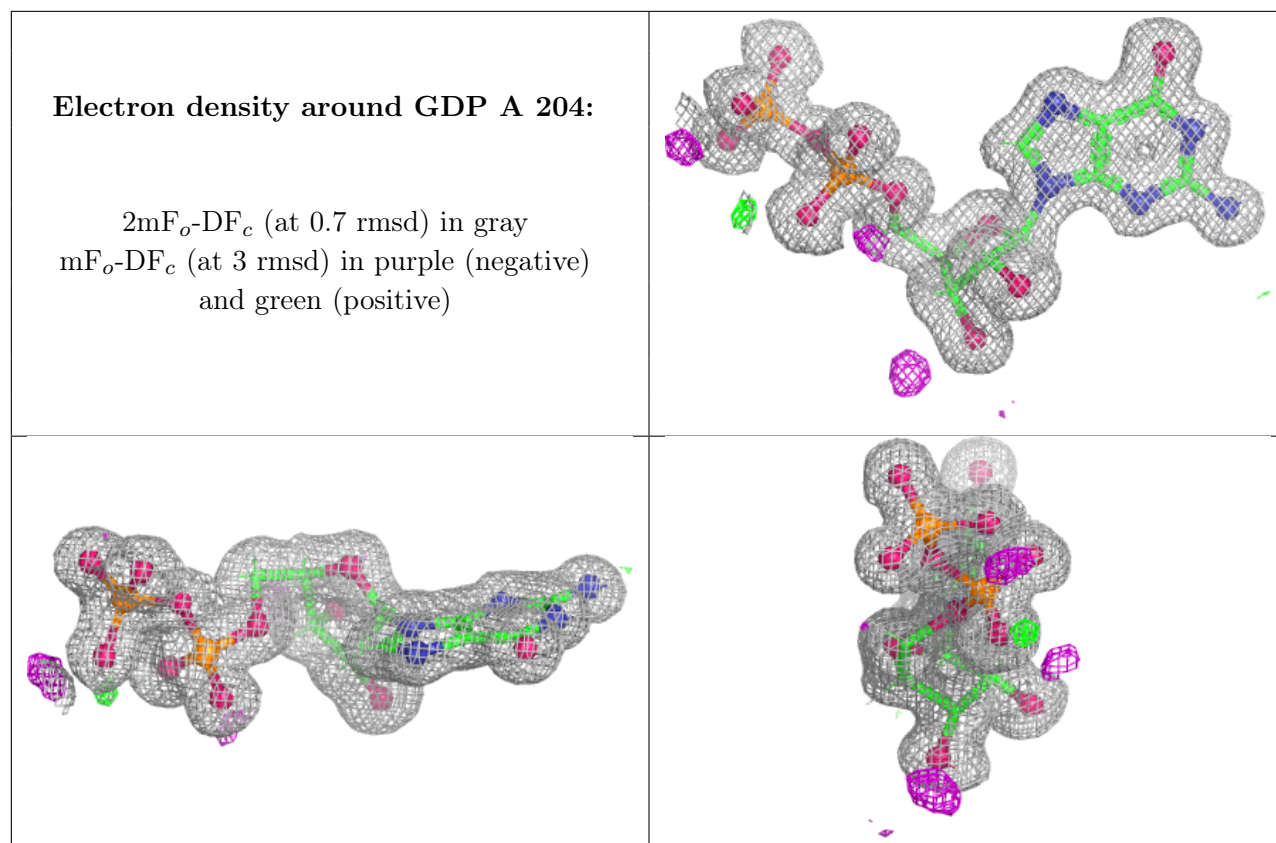 Electron density around GDP A 204:
2mFₒ-DF𝒸 (at 0.7 rmsd) in gray
mFₒ-DF𝒸 (at 3 rmsd) in purple (negative)
and green (positive)